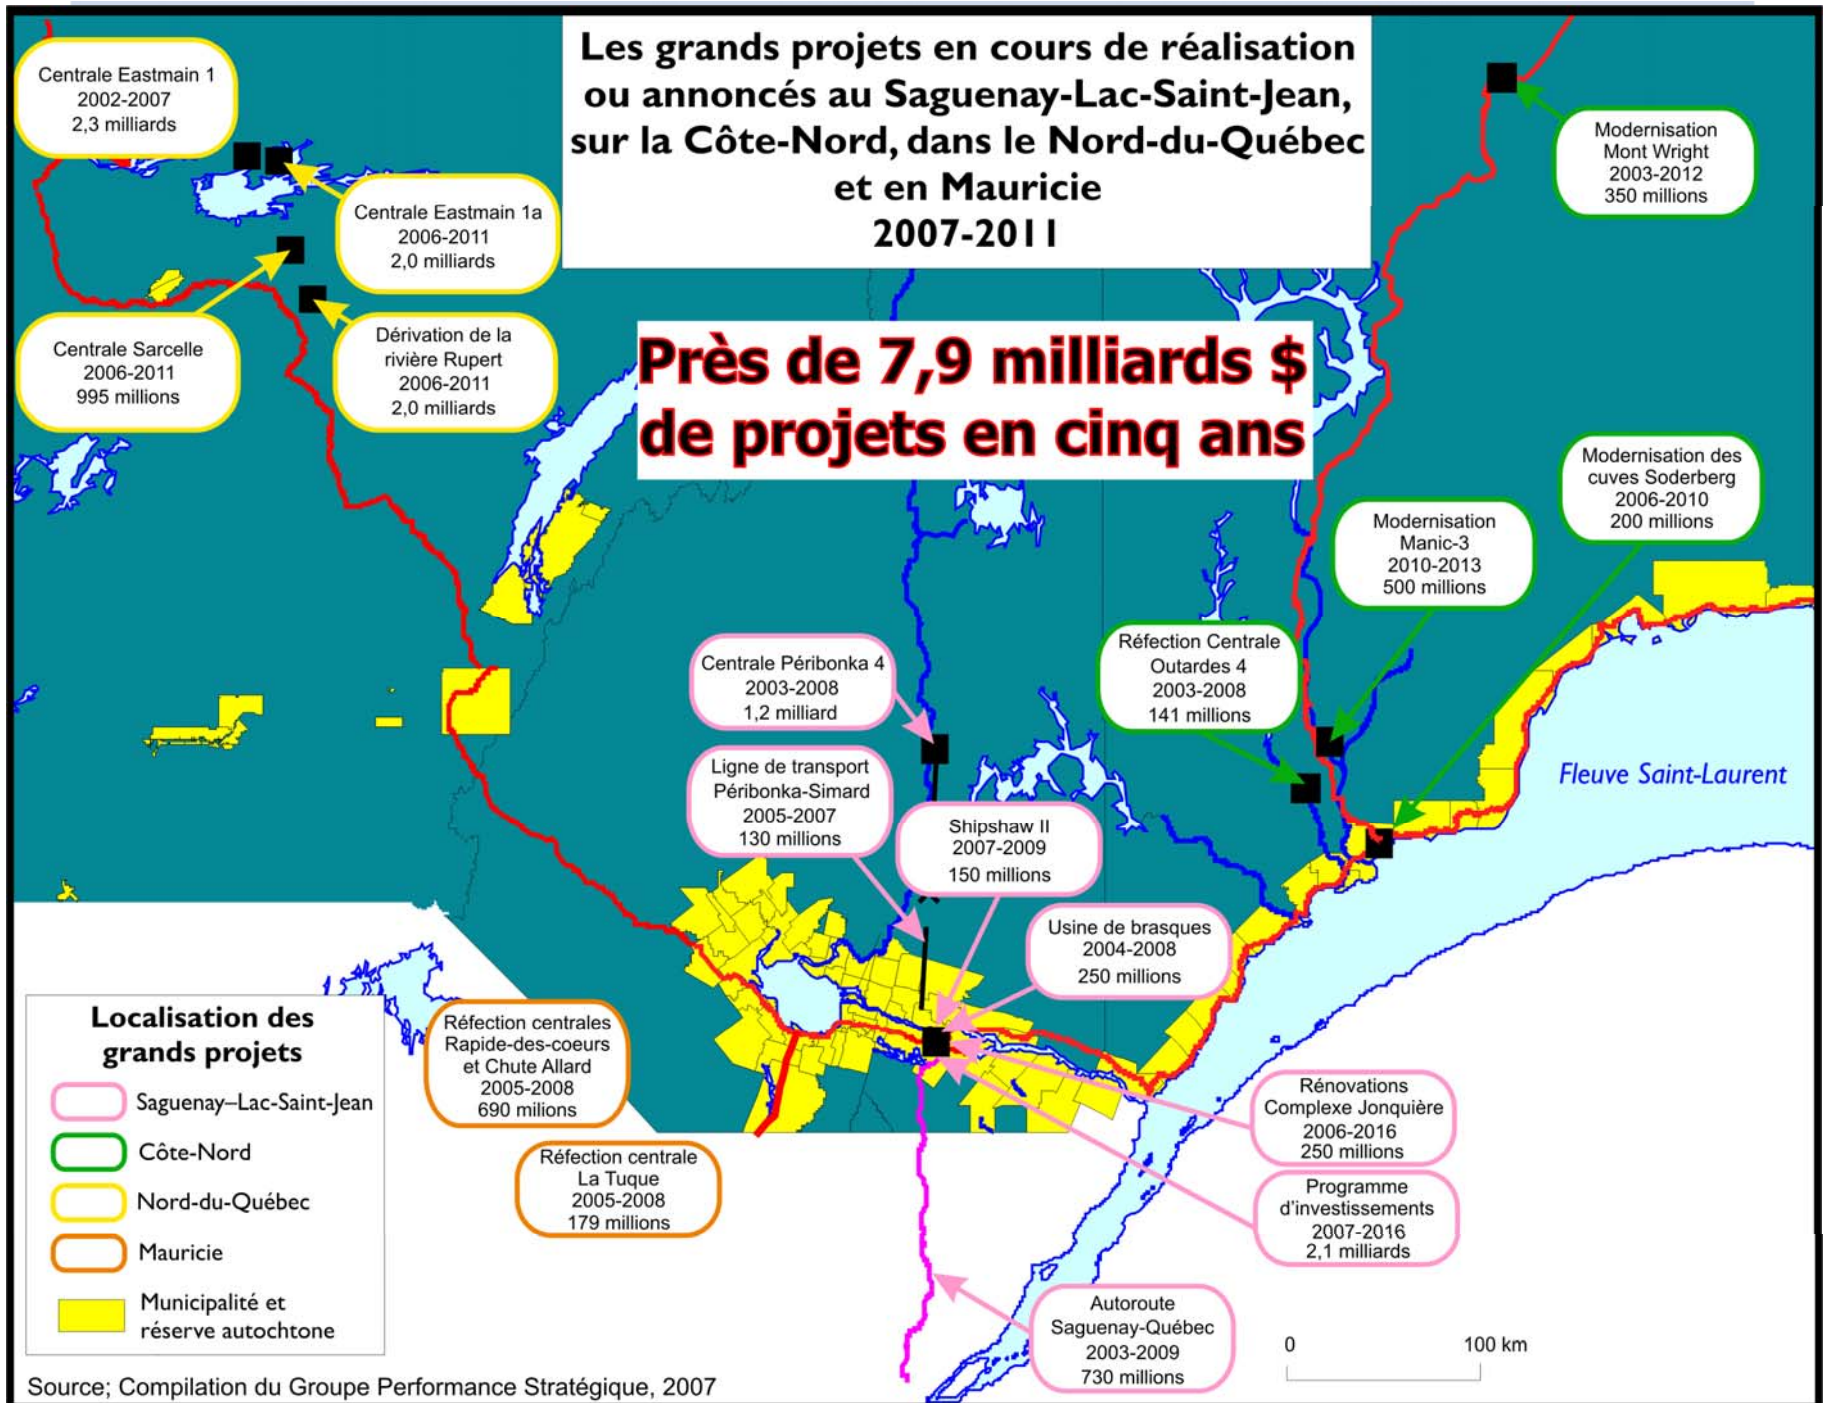 Les grands projets en cours de réalisation
ou annoncés au Saguenay-Lac-Saint-Jean,
sur la Côte-Nord, dans le Nord-du-Québec
et en Mauricie
2007-2011
Près de 7,9 milliards $
de projets en cinq ans
Centrale Eastmain 1
2002-2007
2,3 milliards
Centrale Eastmain 1a
2006-2011
2,0 milliards
Centrale Sarcelle
2006-2011
995 millions
Dérivation de la
rivière Rupert
2006-2011
2,0 milliards
Modernisation
Mont Wright
2003-2012
350 millions
Modernisation des
cuves Soderberg
2006-2010
200 millions
Modernisation
Manic-3
2010-2013
500 millions
Réfection Centrale
Outardes 4
2003-2008
141 millions
Centrale Péribonka 4
2003-2008
1,2 milliard
Ligne de transport
Péribonka-Simard
2005-2007
130 millions
Shipshaw II
2007-2009
150 millions
Usine de brasques
2004-2008
250 millions
Fleuve Saint-Laurent
Réfection centrales
Rapide-des-coeurs
et Chute Allard
2005-2008
690 milions
Réfection centrale
La Tuque
2005-2008
179 millions
Rénovations
Complexe Jonquière
2006-2016
250 millions
Programme
d'investissements
2007-2016
2,1 milliards
Autoroute
Saguenay-Québec
2003-2009
730 millions
Localisation des
grands projets
Saguenay–Lac-Saint-Jean
Côte-Nord
Nord-du-Québec
Mauricie
Municipalité et
réserve autochtone
0 100 km
Source; Compilation du Groupe Performance Stratégique, 2007